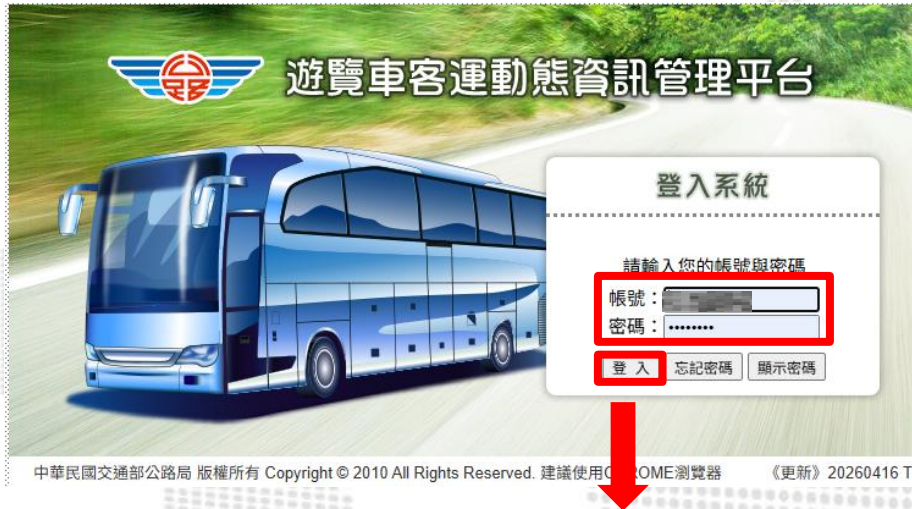 遊覽車客運動態資訊管理平台
登入系統
請輸入您的帳號與密碼
帳號：
密碼：
登 入 忘記密碼 顯示密碼
中華民國交通部公路局 版權所有 Copyright © 2010 All Rights Reserved. 建議使用 OME瀏覽器 《更新》20260416 T